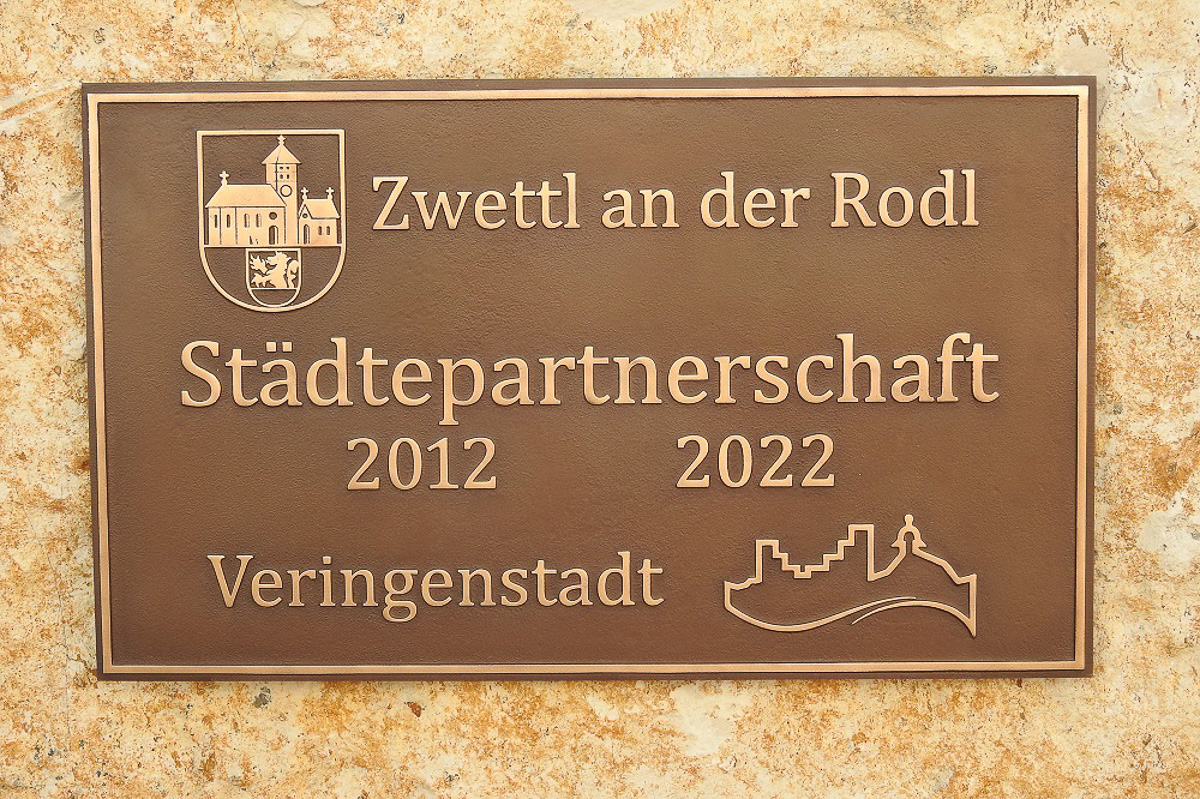 Zwettl an der Rodl
Städtepartnerschaft
2012 2022
Veringenstadt